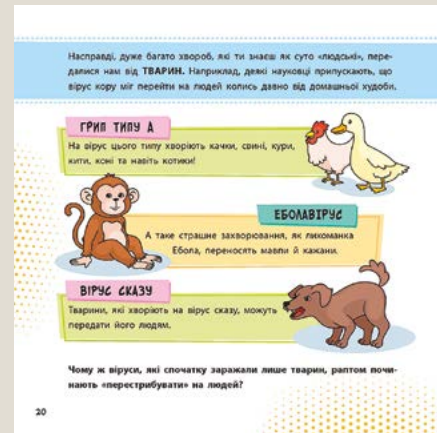 Насправді, дуже багато хвороб, які ти знаєш як суто «людські», пере-
далися нам від ТВАРИН. Наприклад, деякі науковці припускають, що
вірус кору міг перейти на людей колись давно від домашньої худоби.
ГРИП ТИПУ А
На вірус цього типу хворіють качки, свині, кури,
кити, коні та навіть котики!
ЕБОЛАВІРУС
А таке страшне захворювання, як лихоманка
Ебола, переносять мавпи й кажани.
ВІРУС СКАЗУ
Тварини, які хворіють на вірус сказу, можуть
передати його людям.
Чому ж віруси, які спочатку заражали лише тварин, раптом почи-
нають «перестрибувати» на людей?
20